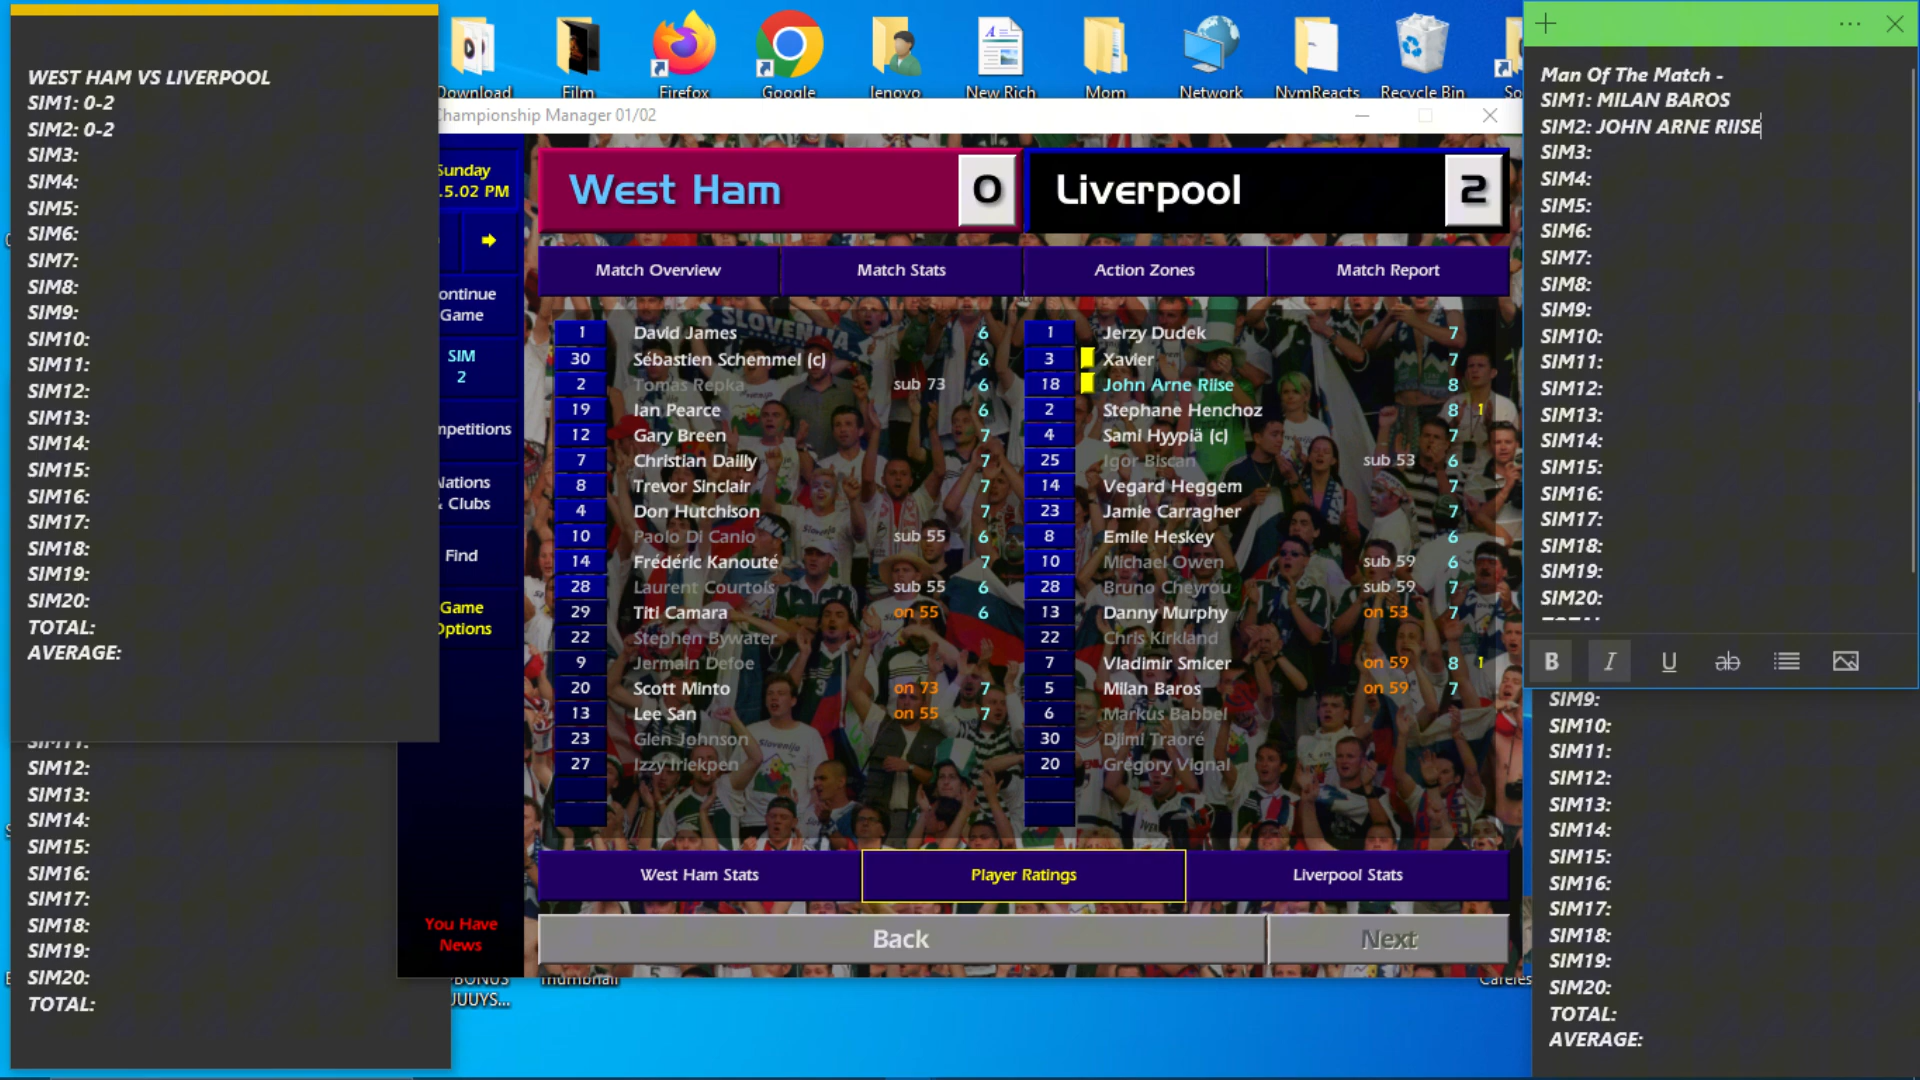 WEST HAM VS LIVERPOOL
SIM1: 0-2
SIM2: 0-2
SIM3:
SIM4:
SIM5:
SIM6:
SIM7:
SIM8:
SIM9:
SIM10:
SIM11:
SIM12:
SIM13:
SIM14:
SIM15:
SIM16:
SIM17:
SIM18:
SIM19:
SIM20:
TOTAL:
AVERAGE:
SIM11:
SIM12:
SIM13:
SIM14:
SIM15:
SIM16:
SIM17:
SIM18:
SIM19:
SIM20:
TOTAL:
Download Film Firefox Google lenovo New Rich Mom Network NymReacts Recycle Bin
Championship Manager 01/02
Sunday
.5.02 PM
ontinue
Game
SIM
2
mpetitions
Nations
& Clubs
Find
Game
Options
You Have
News
West Ham 0 Liverpool 2
Match Overview Match Stats Action Zones Match Report
1 David James 6 1 Jerzy Dudek 7
30 Sébastien Schemmel (c) 6 3 Xavier 7
2 Tomas Repka sub 73 6 18 John Arne Riise 8
19 Ian Pearce 6 2 Stephane Henchoz 8 1
12 Gary Breen 7 4 Sami Hyypiä (c) 7
7 Christian Dailly 7 25 Igor Biscan sub 53 6
8 Trevor Sinclair 7 14 Vegard Heggem 7
4 Don Hutchison 7 23 Jamie Carragher 7
10 Paolo Di Canio sub 55 6 8 Emile Heskey 6
14 Frédéric Kanouté 7 10 Michael Owen sub 59 6
28 Laurent Courtois sub 55 6 28 Bruno Cheyrou sub 59 7
29 Titi Camara on 55 6 13 Danny Murphy on 53 7
22 Stephen Bywater 22 Chris Kirkland
9 Jermain Defoe 7 Vladimir Smicer on 59 8 1
20 Scott Minto on 73 7 5 Milan Baros on 59 7
13 Lee San on 55 7 6 Markus Babbel
23 Glen Johnson 30 Djimi Traoré
27 Izzy Iriekpen 20 Grégory Vignal
West Ham Stats Player Ratings Liverpool Stats
Back Next
BONUS
JUUYS...
Thumbnail
Careles
Man Of The Match -
SIM1: MILAN BAROS
SIM2: JOHN ARNE RIISE
SIM3:
SIM4:
SIM5:
SIM6:
SIM7:
SIM8:
SIM9:
SIM10:
SIM11:
SIM12:
SIM13:
SIM14:
SIM15:
SIM16:
SIM17:
SIM18:
SIM19:
SIM20:
B I U ab
SIM9:
SIM10:
SIM11:
SIM12:
SIM13:
SIM14:
SIM15:
SIM16:
SIM17:
SIM18:
SIM19:
SIM20:
TOTAL:
AVERAGE: